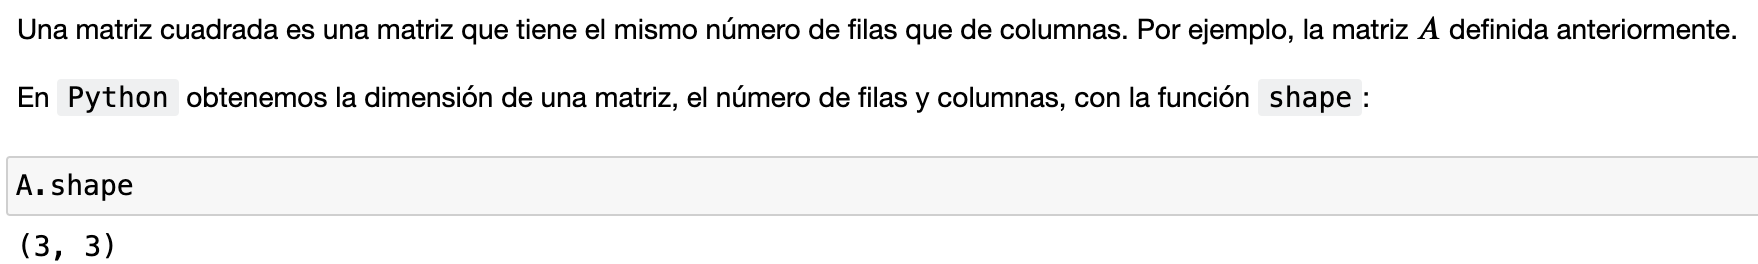 Una matriz cuadrada es una matriz que tiene el mismo número de filas que de columnas. Por ejemplo, la matriz A definida anteriormente.
En Python obtenemos la dimensión de una matriz, el número de filas y columnas, con la función shape :
A.shape
(3, 3)